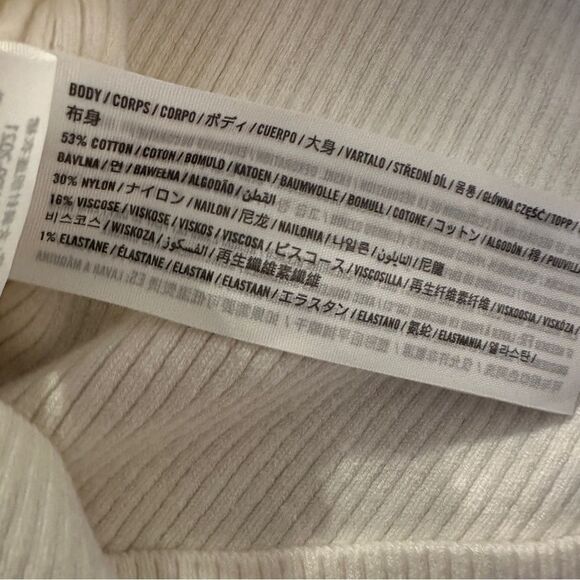 BODY / CORPS / CORPO / ボディ / CUERPO / 大身 / VARTALO / STŘEDNÍ DÍL / 몸통 / GŁÓWNA CZĘŚĆ / TOPP /
布身
53% COTTON / COTON / BOMULD / KATOEN / BAUMWOLLE / BOMULL / COTONE / コットン / ALGODÓN / 棉 / PUUVILLA
BAVLNA / 면 / BAWEŁNA / ALGODÃO / القطن /
30% NYLON / ナイロン / NAILON / 尼龙 / NAILONIA / 나일론 / النايلون / 尼龍
16% VISCOSE / VISKOSE / VISKOS / VISCOSA / ビスコース / VISCOSILLA / 再生纤维素纤维 / VISKOOSIA / VISKÓZA /
비스코스 / WISKOZA / الفسكوز / 再生纖維素纖維
1% ELASTANE / ÉLASTANE / ELASTAN / ELASTAAN / エラスタン / ELASTANO / 氨纶 / ELASTANIA / 엘라스탄 /